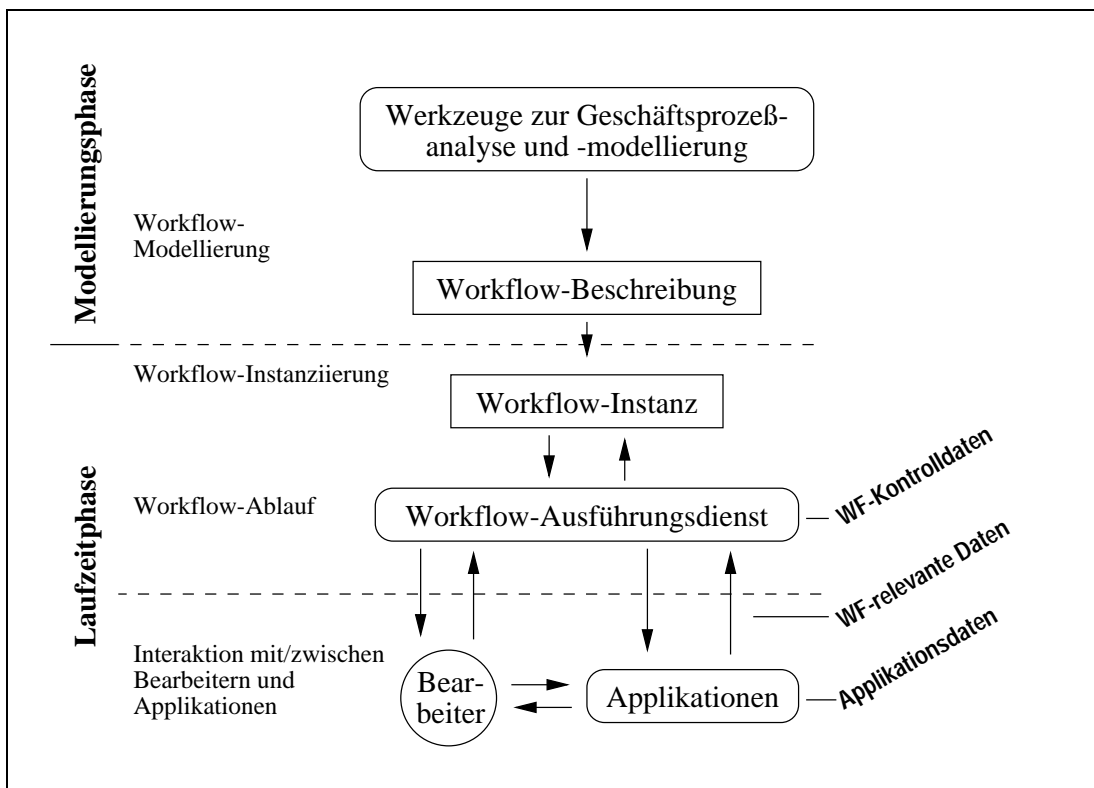 Modellierungsphase
Werkzeuge zur Geschäftsprozeß-
analyse und -modellierung
Workflow-
Modellierung
Workflow-Beschreibung
Workflow-Instanziierung
Workflow-Instanz
Laufzeitphase
Workflow-Ablauf
Workflow-Ausführungsdienst
WF-Kontrolldaten
WF-relevante Daten
Interaktion mit/zwischen
Bearbeitern und
Applikationen
Bear-
beiter
Applikationen
Applikationsdaten